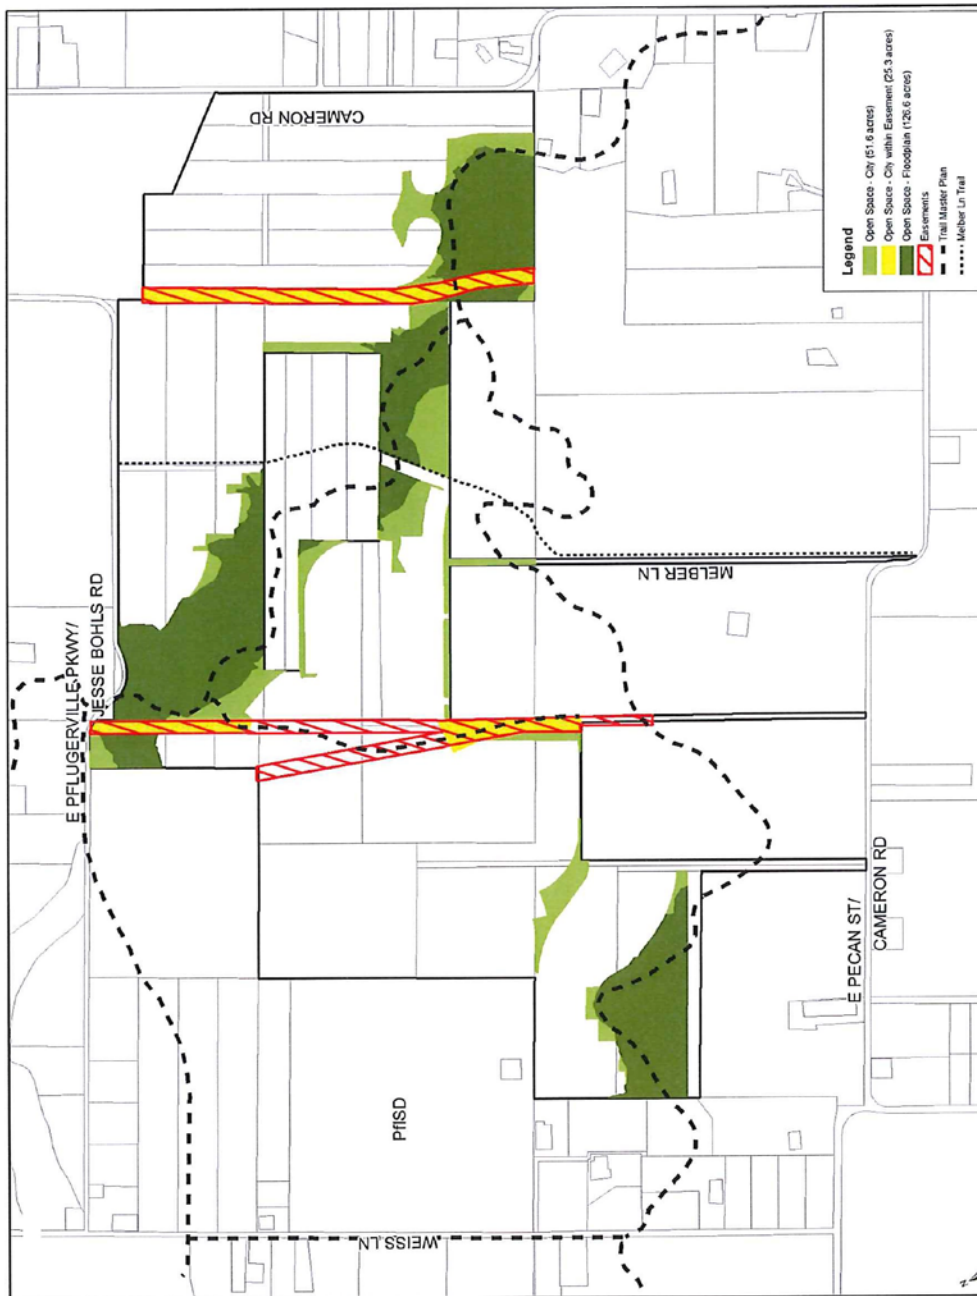 CAMERON RD
E PFLUGERVILLE PKWY/
JESSE BOHLS RD
MELBER LN
E PECAN ST/
CAMERON RD
PfISD
WEISS LN
Legend
Open Space - City (51.6 acres)
Open Space - City within Easement (25.3 acres)
Open Space - Floodplain (126.6 acres)
Easements
Trail Master Plan
Melber Ln Trail
N